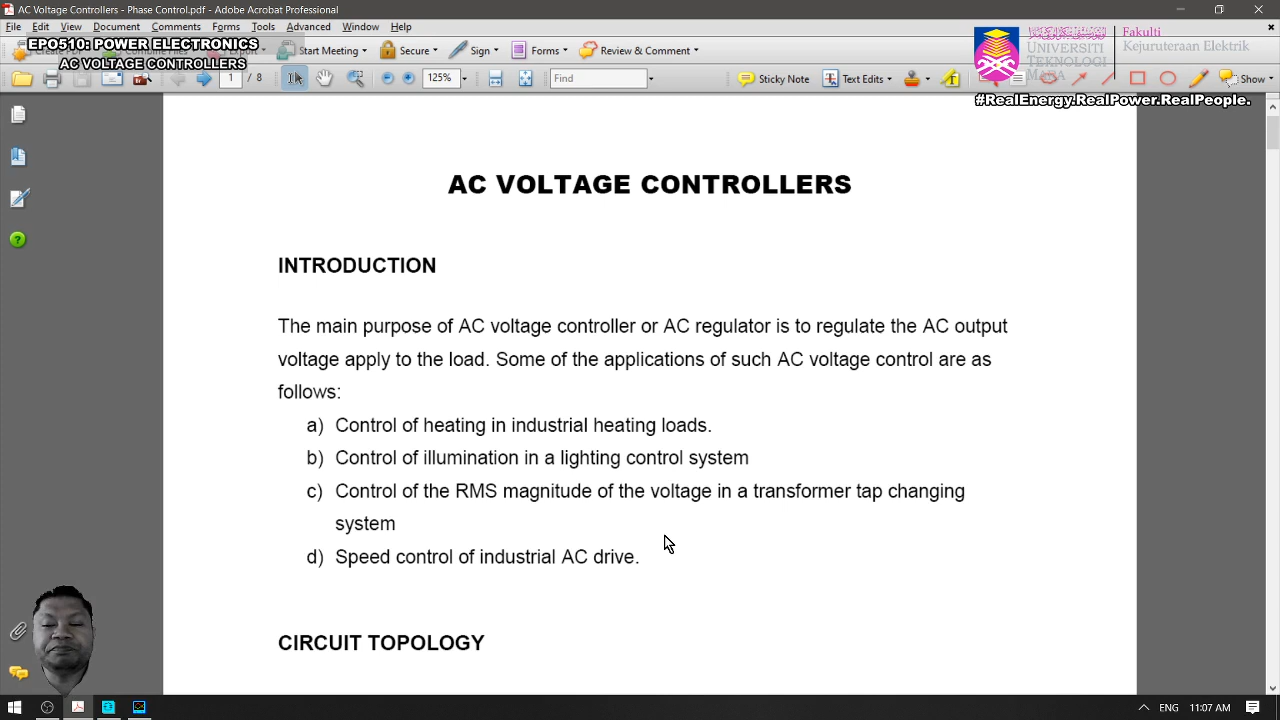 AC Voltage Controllers - Phase Control.pdf - Adobe Acrobat Professional
File Edit View Document Comments Forms Tools Advanced Window Help
EPO510: POWER ELECTRONICS
AC VOLTAGE CONTROLLERS
Start Meeting Secure Sign Forms Review & Comment
Fakulti
UNIVERSITI Kejuruteraan Elektrik
TEKNOLOGI
MARA
1 / 8 125% Find Sticky Note Text Edits Show
#RealEnergy.RealPower.RealPeople.
AC VOLTAGE CONTROLLERS
INTRODUCTION
The main purpose of AC voltage controller or AC regulator is to regulate the AC output
voltage apply to the load. Some of the applications of such AC voltage control are as
follows:
a) Control of heating in industrial heating loads.
b) Control of illumination in a lighting control system
c) Control of the RMS magnitude of the voltage in a transformer tap changing
system
d) Speed control of industrial AC drive.
CIRCUIT TOPOLOGY
ENG 11:07 AM